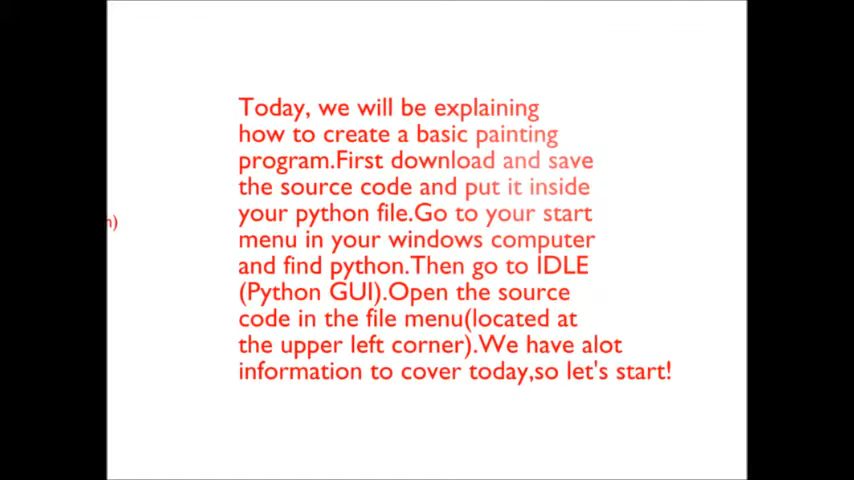 Today, we will be explaining
how to create a basic painting
program.First download and save
the source code and put it inside
your python file.Go to your start
menu in your windows computer
and find python.Then go to IDLE
(Python GUI).Open the source
code in the file menu(located at
the upper left corner).We have alot
information to cover today,so let's start!